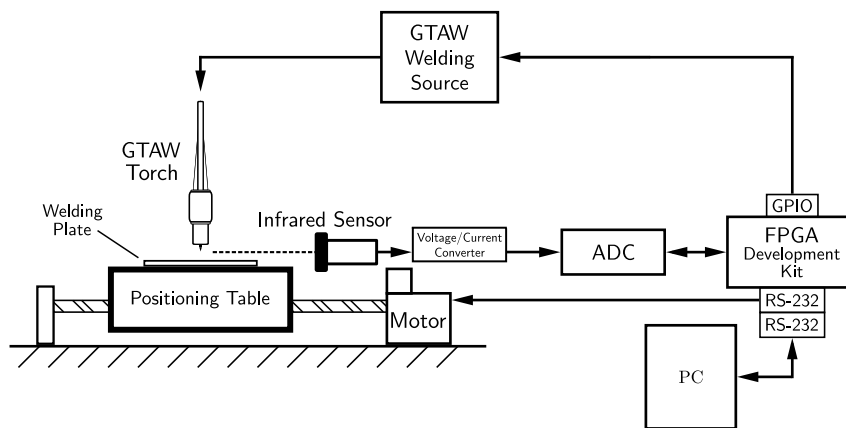 GTAW
Welding
Source
GTAW
Torch
GPIO
Welding
Plate
Infrared Sensor
Voltage/Current
Converter
ADC
FPGA
Development
Kit
Positioning Table
Motor
RS-232
RS-232
PC